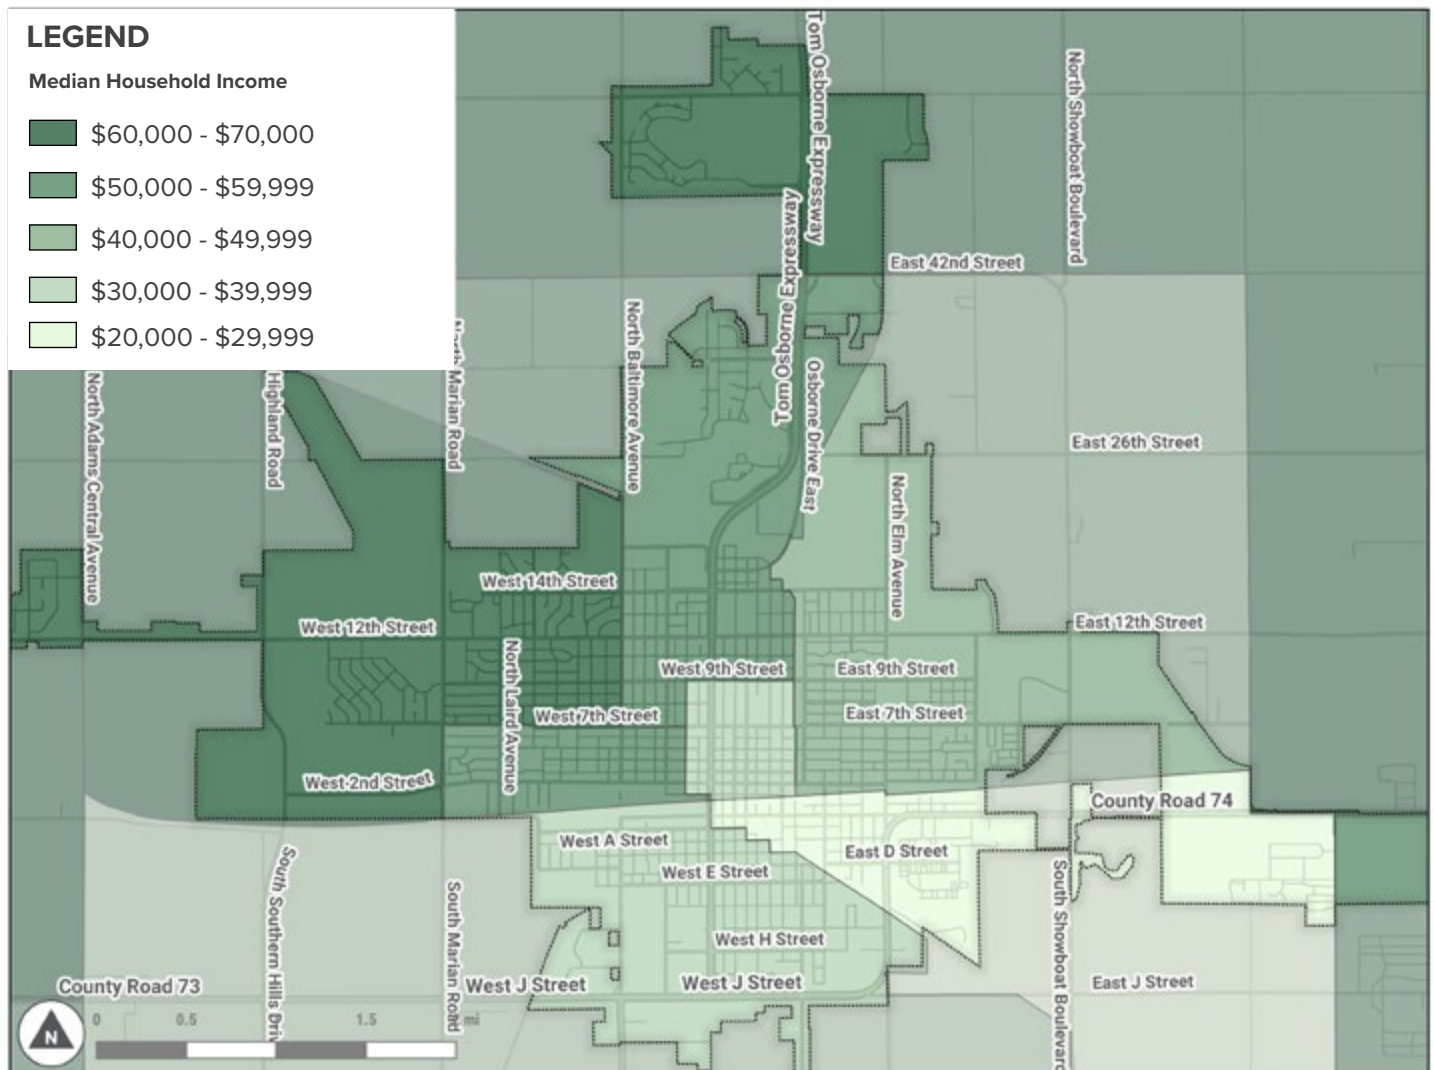 LEGEND
Median Household Income
$60,000 - $70,000
$50,000 - $59,999
$40,000 - $49,999
$30,000 - $39,999
$20,000 - $29,999
Tom Osborne Expressway
North Showboat Boulevard
Tom Osborne Expressway
East 42nd Street
North Baltimore Avenue
North Marian Road
Osborne Drive East
North Adams Central Avenue
Highland Road
East 26th Street
North Elm Avenue
West 14th Street
West 12th Street
East 12th Street
North Laird Avenue
West 9th Street
East 9th Street
West 7th Street
East 7th Street
West 2nd Street
County Road 74
West A Street
East D Street
West E Street
South Southern Hills Driv
South Marian Road
South Showboat Boulevard
West H Street
County Road 73
West J Street
West J Street
East J Street
N
0 0.5 1.5 mi